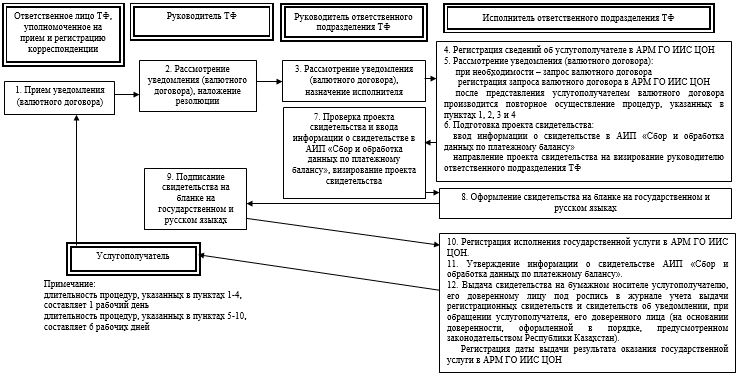 Ответственное лицо ТФ,
уполномоченное на
прием и регистрацию
корреспонденции
Руководитель ТФ
Руководитель ответственного
подразделения ТФ
Исполнитель ответственного подразделения ТФ
1. Прием уведомления
(валютного договора)
2. Рассмотрение
уведомления (валютного
договора), наложение
резолюции
3. Рассмотрение уведомления
(валютного договора),
назначение исполнителя
4. Регистрация сведений об услугополучателе в АРМ ГО ИИС ЦОН
5. Рассмотрение уведомления (валютного договора):
при необходимости – запрос валютного договора
регистрация запроса валютного договора в АРМ ГО ИИС ЦОН
после представления услугополучателем валютного договора
производится повторное осуществление процедур, указанных в
пунктах 1, 2, 3 и 4
6. Подготовка проекта свидетельства:
ввод информации о свидетельстве в АИП «Сбор и обработка
данных по платежному балансу»
направление проекта свидетельства на визирование руководителю
ответственного подразделения ТФ
7. Проверка проекта
свидетельства и ввода
информации о свидетельстве в
АИП «Сбор и обработка
данных по платежному
балансу», визирование проекта
свидетельства
8. Оформление свидетельства на бланке на государственном и
русском языках
9. Подписание
свидетельства на
бланке на
государственном и
русском языках
10. Регистрация исполнения государственной услуги в АРМ ГО ИИС
ЦОН.
11. Утверждение информации о свидетельстве АИП «Сбор и
обработка данных по платежному балансу».
12. Выдача свидетельства на бумажном носителе услугополучателю,
его доверенному лицу под роспись в журнале учета выдачи
регистрационных свидетельств и свидетельств об уведомлении, при
обращении услугополучателя, его доверенного лица (на основании
доверенности, оформленной в порядке, предусмотренном
законодательством Республики Казахстан).
Регистрация даты выдачи результата оказания государственной
услуги в АРМ ГО ИИС ЦОН
Услугополучатель
Примечание:
длительность процедур, указанных в пунктах 1-4,
составляет 1 рабочий день
длительность процедур, указанных в пунктах 5-10,
составляет 6 рабочих дней